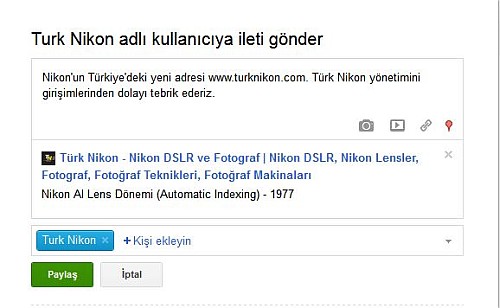 Turk Nikon adlı kullanıcıya ileti gönder
Nikon'un Türkiye'deki yeni adresi www.turknikon.com. Türk Nikon yönetimini
girişimlerinden dolayı tebrik ederiz.
Türk Nikon - Nikon DSLR ve Fotograf | Nikon DSLR, Nikon Lensler,
Fotograf, Fotoğraf Teknikleri, Fotoğraf Makinaları
Nikon AI Lens Dönemi (Automatic Indexing) - 1977
Turk Nikon × +Kişi ekleyin
Paylaş İptal